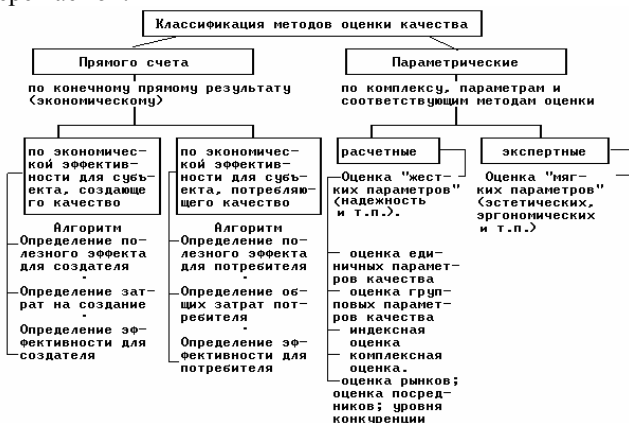 Классификация методов оценки качества
Прямого счета
Параметрические
по конечному прямому результату
(экономическому)
по комплексу, параметрам и
соответствующим методам оценки
по экономичес-
кой эффектив-
ности для субъ-
екта, создающе
го качество
по экономичес-
кой эффектив-
ности для субъ-
екта, потребляю-
щего качество
расчетные
экспертные
Оценка "жест-
ких параметров"
(надежность
и т.п.).
Оценка "мяг-
ких параметров"
(эстетических,
эргономических
и т.п.)
Алгоритм
Определение по-
лезного эффекта
для создателя
Определение зат-
рат на создание
Определение эф-
фективности для
создателя
Алгоритм
Определение по-
лезного эффекта
для потребителя
Определение об-
щих затрат пот-
ребителя
Определение эф-
фективности для
потребителя
оценка еди-
ничных парамет-
ров качества
оценка груп-
повых парамет-
ров качества
индексная
оценка
комплексная
оценка.
оценка рынков;
оценка посред-
ников; уровня
конкуренции